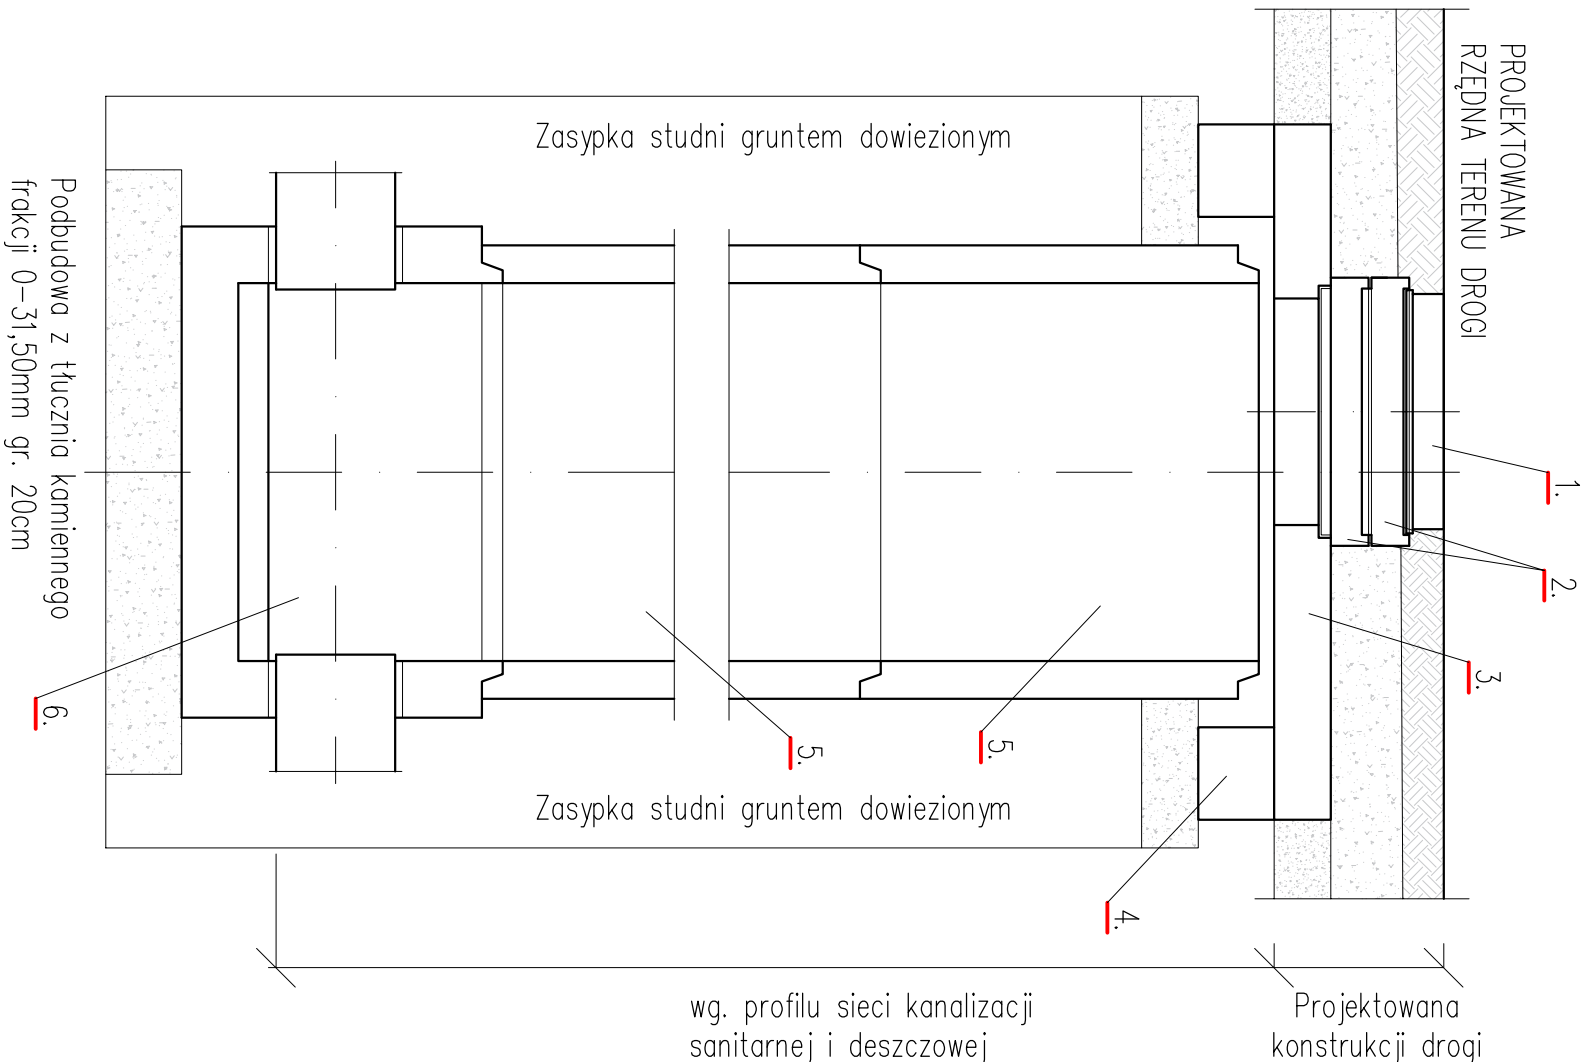 PROJEKTOWANA
RZĘDNA TERENU DROGI
Zasypka studni gruntem dowiezionym
1.
2.
3.
5.
5.
4.
6.
Podbudowa z tłucznia kamiennego
frakcji 0-31,50mm gr. 20cm
Zasypka studni gruntem dowiezionym
wg. profilu sieci kanalizacji
sanitarnej i deszczowej
Projektowana
konstrukcji drogi